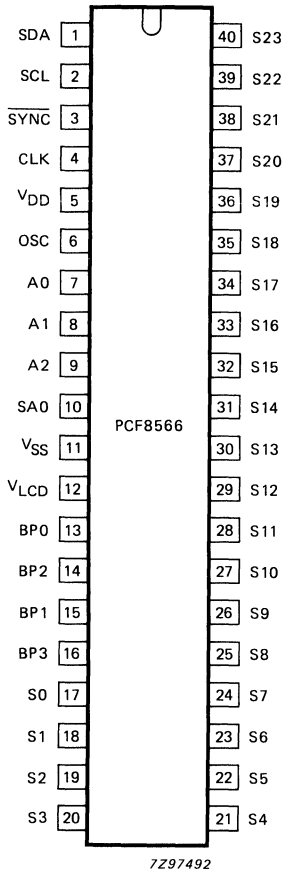 SDA 1 40 S23
SCL 2 39 S22
SYNC 3 38 S21
CLK 4 37 S20
VDD 5 36 S19
OSC 6 35 S18
A0 7 34 S17
A1 8 33 S16
A2 9 32 S15
SA0 10 31 S14
PCF8566
VSS 11 30 S13
VLCD 12 29 S12
BP0 13 28 S11
BP2 14 27 S10
BP1 15 26 S9
BP3 16 25 S8
S0 17 24 S7
S1 18 23 S6
S2 19 22 S5
S3 20 21 S4
7Z97492